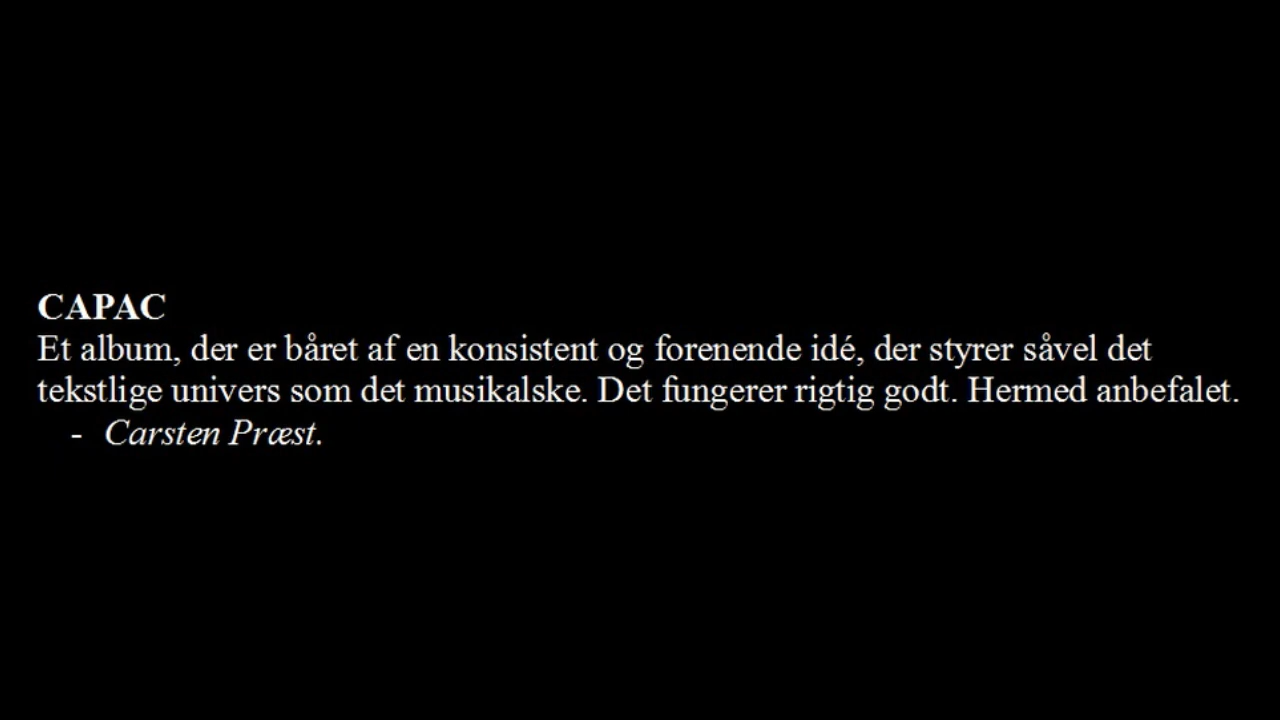 CAPAC
Et album, der er båret af en konsistent og forenende idé, der styrer såvel det
tekstlige univers som det musikalske. Det fungerer rigtig godt. Hermed anbefalet.
- Carsten Præst.